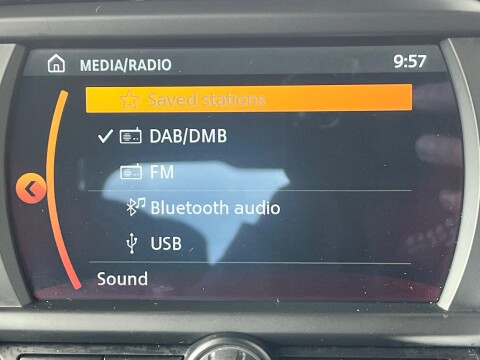 MEDIA/RADIO 9:57
Saved stations
DAB/DMB
FM
Bluetooth audio
USB
Sound